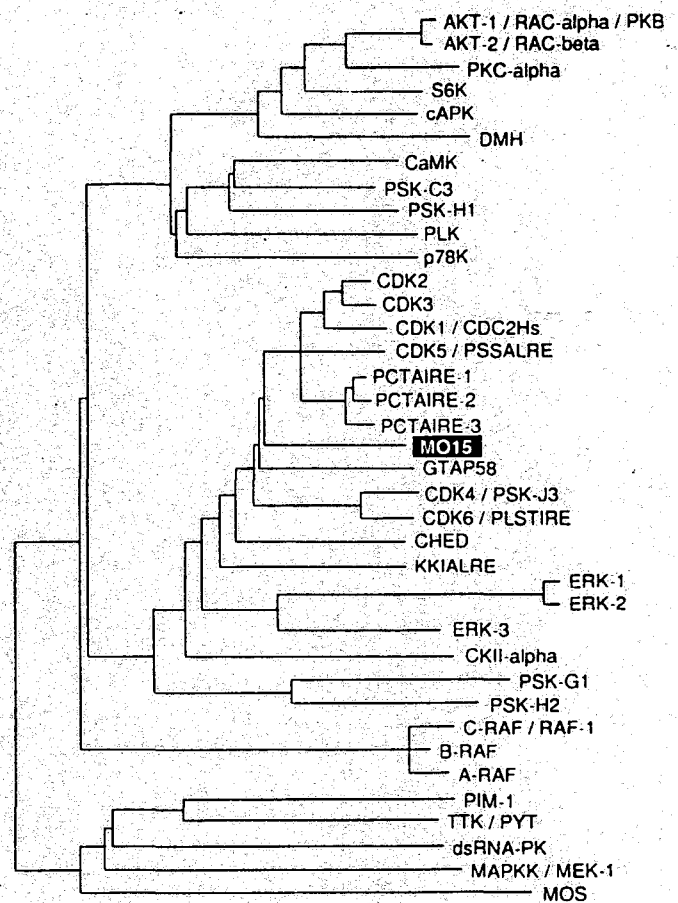 AKT-1 / RAC-alpha / PKB
AKT-2 / RAC-beta
PKC-alpha
S6K
cAPK
DMH
CaMK
PSK-C3
PSK-H1
PLK
p78K
CDK2
CDK3
CDK1 / CDC2Hs
CDK5 / PSSALRE
PCTAIRE-1
PCTAIRE-2
PCTAIRE-3
MO15
GTAP58
CDK4 / PSK-J3
CDK6 / PLSTIRE
CHED
KKIALRE
ERK-1
ERK-2
ERK-3
CKII-alpha
PSK-G1
PSK-H2
C-RAF / RAF-1
B-RAF
A-RAF
PIM-1
TTK / PYT
dsRNA-PK
MAPKK / MEK-1
MOS